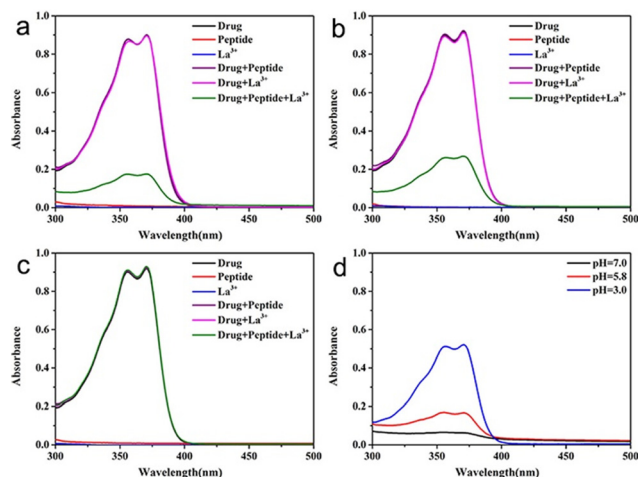 a
1.0
0.8
0.6
0.4
0.2
0.0
Absorbance
Drug
Peptide
La³⁺
Drug+Peptide
Drug+La³⁺
Drug+Peptide+La³⁺
300 350 400 450 500
Wavelength(nm)
b
1.0
0.8
0.6
0.4
0.2
0.0
Absorbance
Drug
Peptide
La³⁺
Drug+Peptide
Drug+La³⁺
Drug+Peptide+La³⁺
300 350 400 450 500
Wavelength(nm)
c
1.0
0.8
0.6
0.4
0.2
0.0
Absorbance
Drug
Peptide
La³⁺
Drug+Peptide
Drug+La³⁺
Drug+Peptide+La³⁺
300 350 400 450 500
Wavelength(nm)
d
1.0
0.8
0.6
0.4
0.2
0.0
Absorbance
pH=7.0
pH=5.8
pH=3.0
300 350 400 450 500
Wavelength(nm)